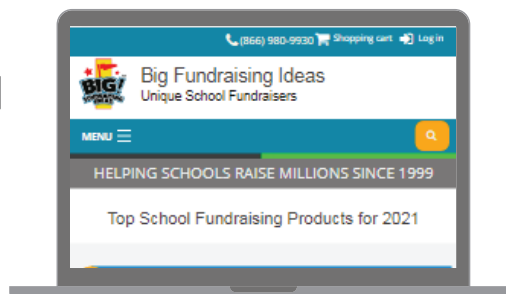 (866) 980-9930 Shopping cart Log in
BIG!
Big Fundraising Ideas
Unique School Fundraisers
MENU
HELPING SCHOOLS RAISE MILLIONS SINCE 1999
Top School Fundraising Products for 2021